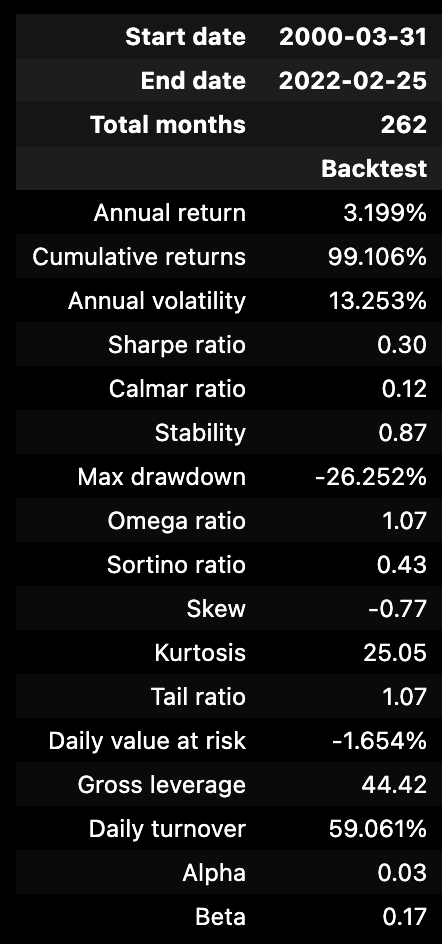 Start date 2000-03-31
End date 2022-02-25
Total months 262
Backtest
Annual return 3.199%
Cumulative returns 99.106%
Annual volatility 13.253%
Sharpe ratio 0.30
Calmar ratio 0.12
Stability 0.87
Max drawdown -26.252%
Omega ratio 1.07
Sortino ratio 0.43
Skew -0.77
Kurtosis 25.05
Tail ratio 1.07
Daily value at risk -1.654%
Gross leverage 44.42
Daily turnover 59.061%
Alpha 0.03
Beta 0.17